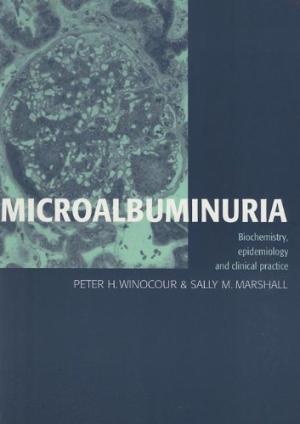 MICROALBUMINURIA
Biochemistry,
epidemiology
and clinical practice
PETER H. WINOCOUR & SALLY M. MARSHALL